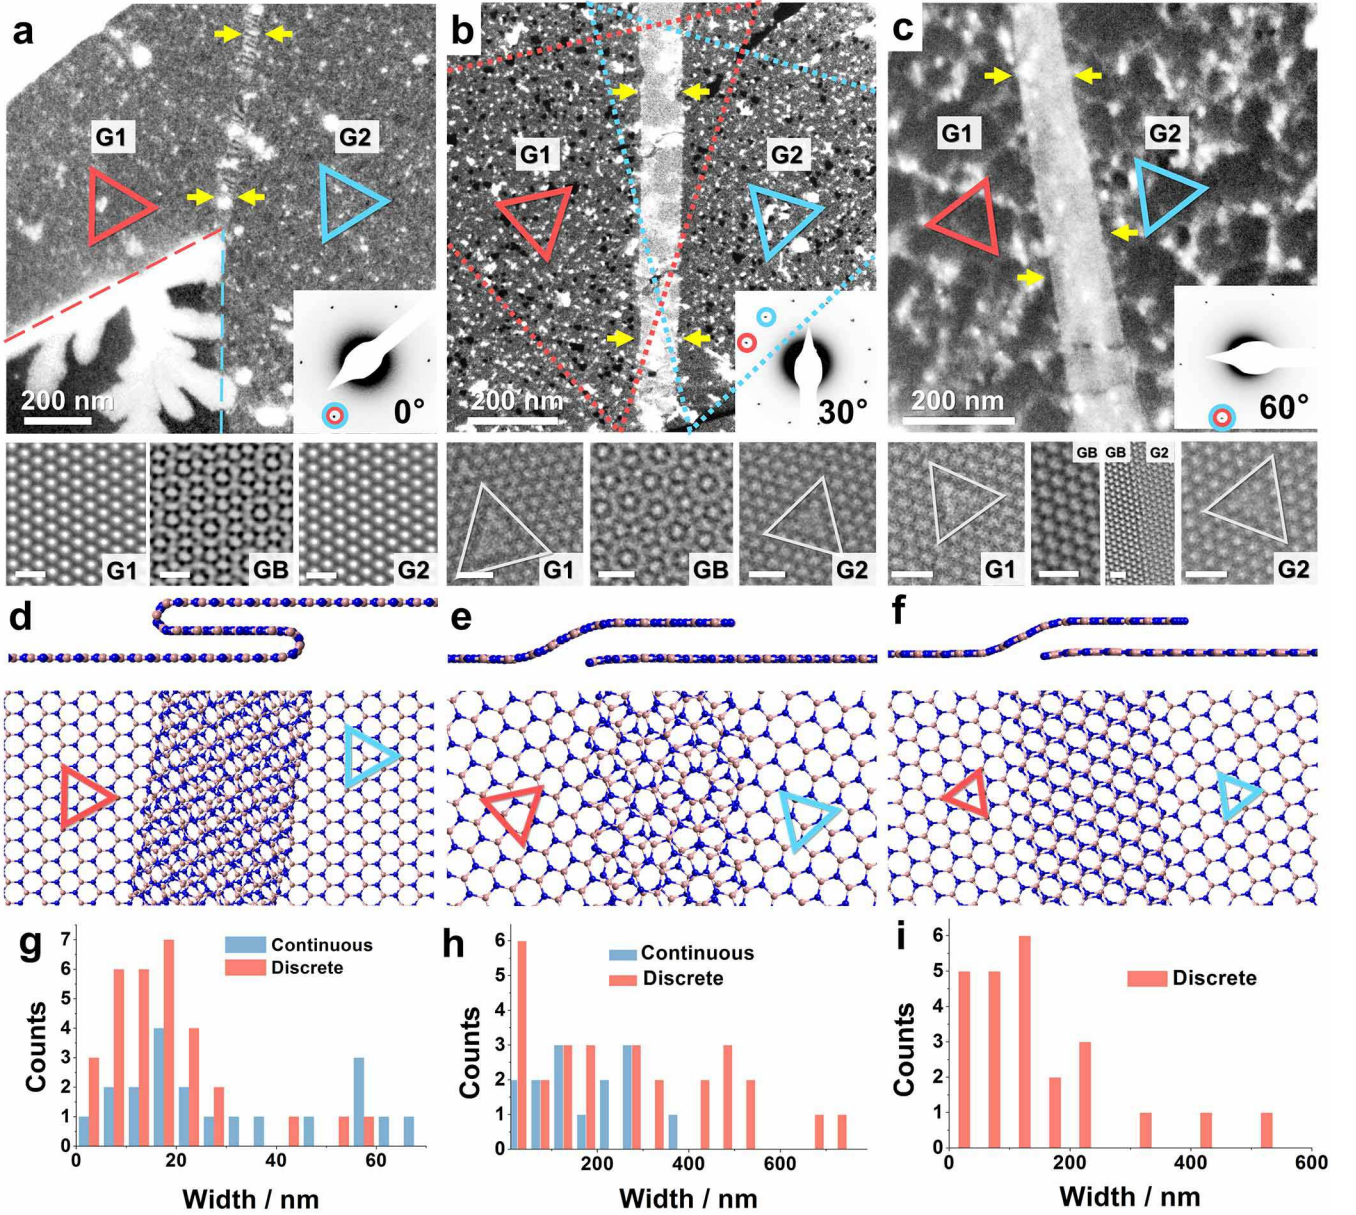 a
G1
G2
200 nm
0°
b
G1
G2
200 nm
30°
c
G1
G2
200 nm
60°
G1
GB
G2
G1
GB
G2
G1
GB
GB
G2
G2
d
e
f
g
Continuous
Discrete
Counts
7
6
5
4
3
2
1
0
0
20
40
60
Width / nm
h
Continuous
Discrete
Counts
6
5
4
3
2
1
0
200
400
600
Width / nm
i
Discrete
Counts
6
5
4
3
2
1
0
0
200
400
600
Width / nm